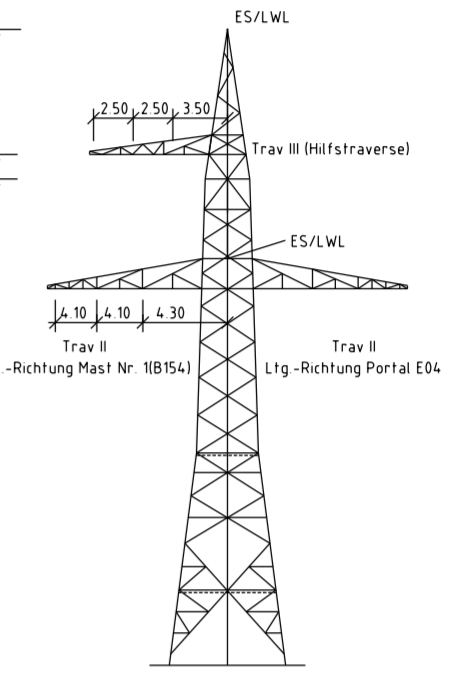 ES/LWL
2.50 2.50 3.50
Trav III (Hilfstraverse)
ES/LWL
4.10 4.10 4.30
Trav II
.-Richtung Mast Nr. 1(B154)
Trav II
Ltg.-Richtung Portal E04